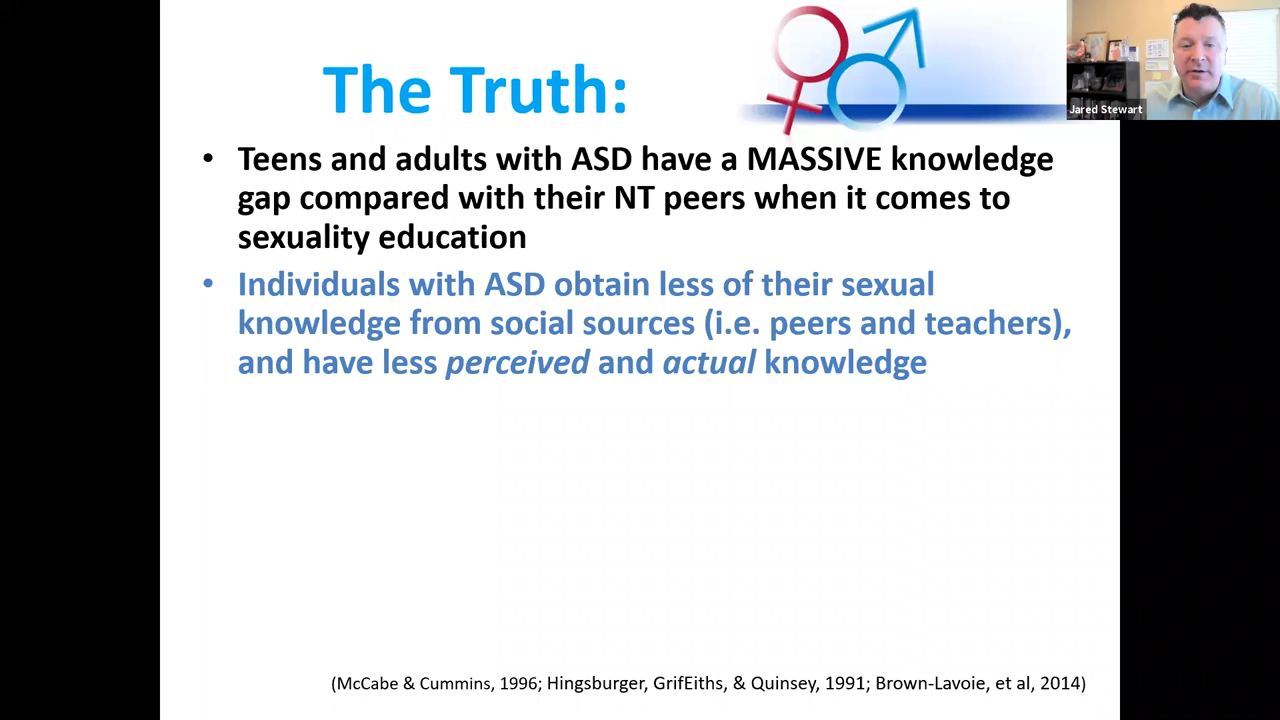 The Truth:
Jared Stewart
• Teens and adults with ASD have a MASSIVE knowledge
gap compared with their NT peers when it comes to
sexuality education
• Individuals with ASD obtain less of their sexual
knowledge from social sources (i.e. peers and teachers),
and have less perceived and actual knowledge
(McCabe & Cummins, 1996; Hingsburger, GrifEiths, & Quinsey, 1991; Brown-Lavoie, et al, 2014)